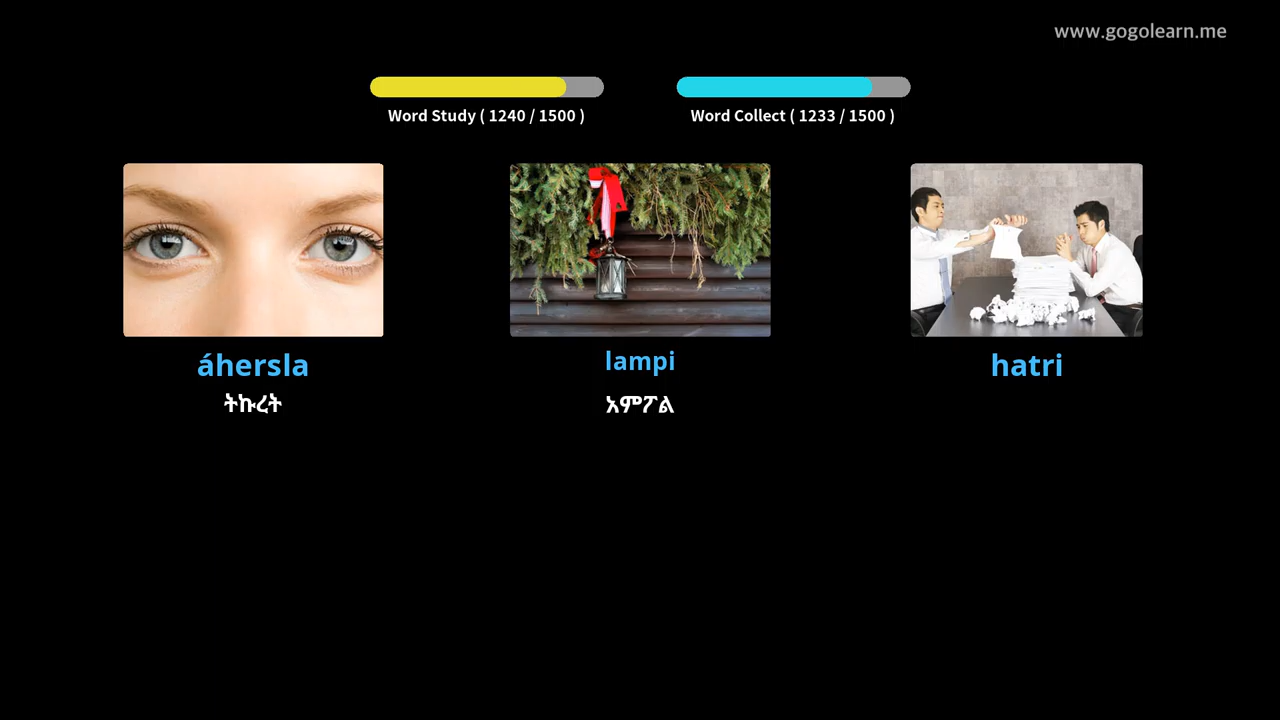 www.gogolearn.me
Word Study ( 1240 / 1500 )
Word Collect ( 1233 / 1500 )
áhersla
ትኩረት
lampi
አምፖል
hatri